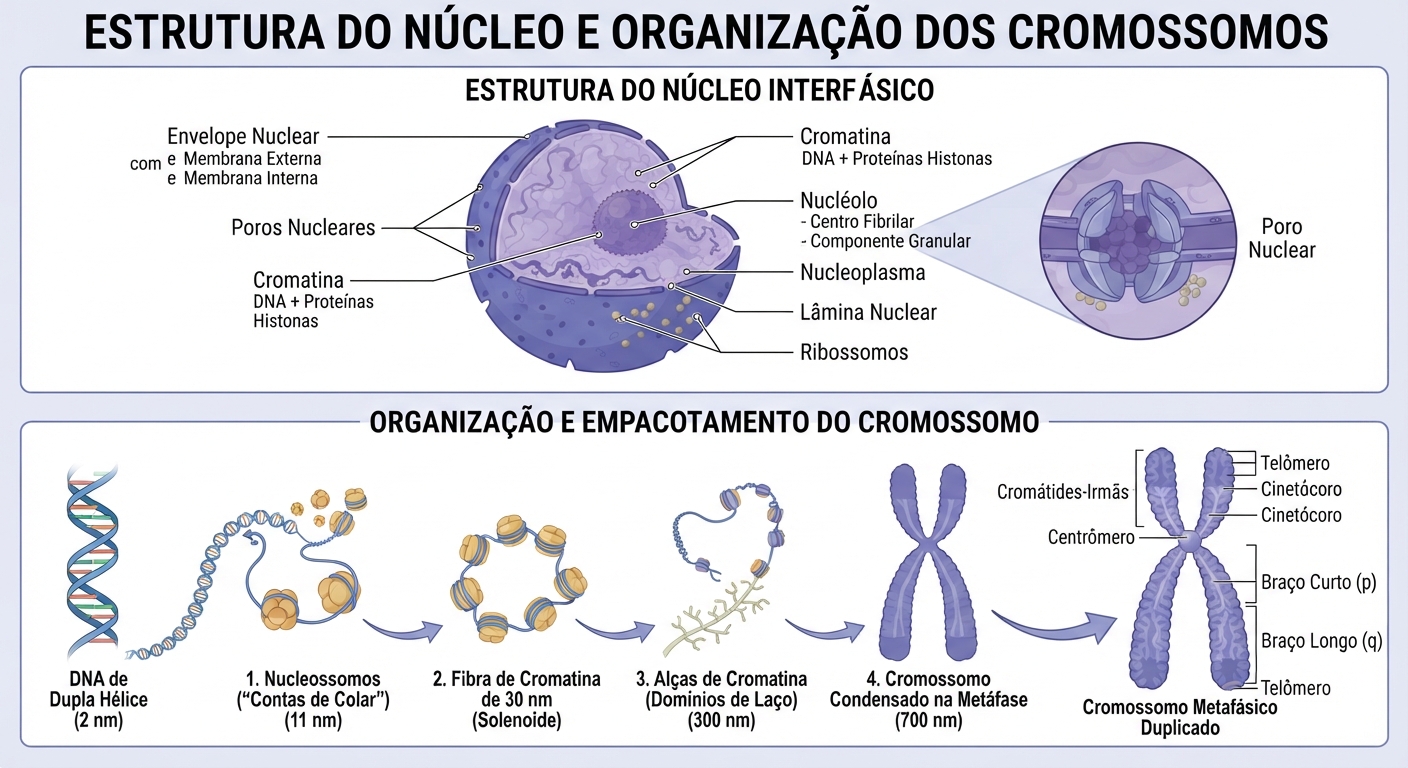 ESTRUTURA DO NÚCLEO E ORGANIZAÇÃO DOS CROMOSSOMOS
ESTRUTURA DO NÚCLEO INTERFÁSICO
Envelope Nuclear
com e Membrana Externa
e Membrana Interna
Poros Nucleares
Cromatina
DNA + Proteínas
Histonas
Cromatina
DNA + Proteínas Histonas
Nucléolo
- Centro Fibrilar
- Componente Granular
Nucleoplasma
Lâmina Nuclear
Ribossomos
Poro
Nuclear
ORGANIZAÇÃO E EMPACOTAMENTO DO CROMOSSOMO
DNA de
Dupla Hélice
(2 nm)
1. Nucleossomos
(“Contas de Colar”)
(11 nm)
2. Fibra de Cromatina
de 30 nm
(Solenoide)
3. Alças de Cromatina
(Domínios de Laço)
(300 nm)
4. Cromossomo
Condensado na Metáfase
(700 nm)
Cromátides-Irmãs
Centrômero
Telômero
Cinetócoro
Cinetócoro
Braço Curto (p)
Braço Longo (q)
Telômero
Cromossomo Metafásico
Duplicado